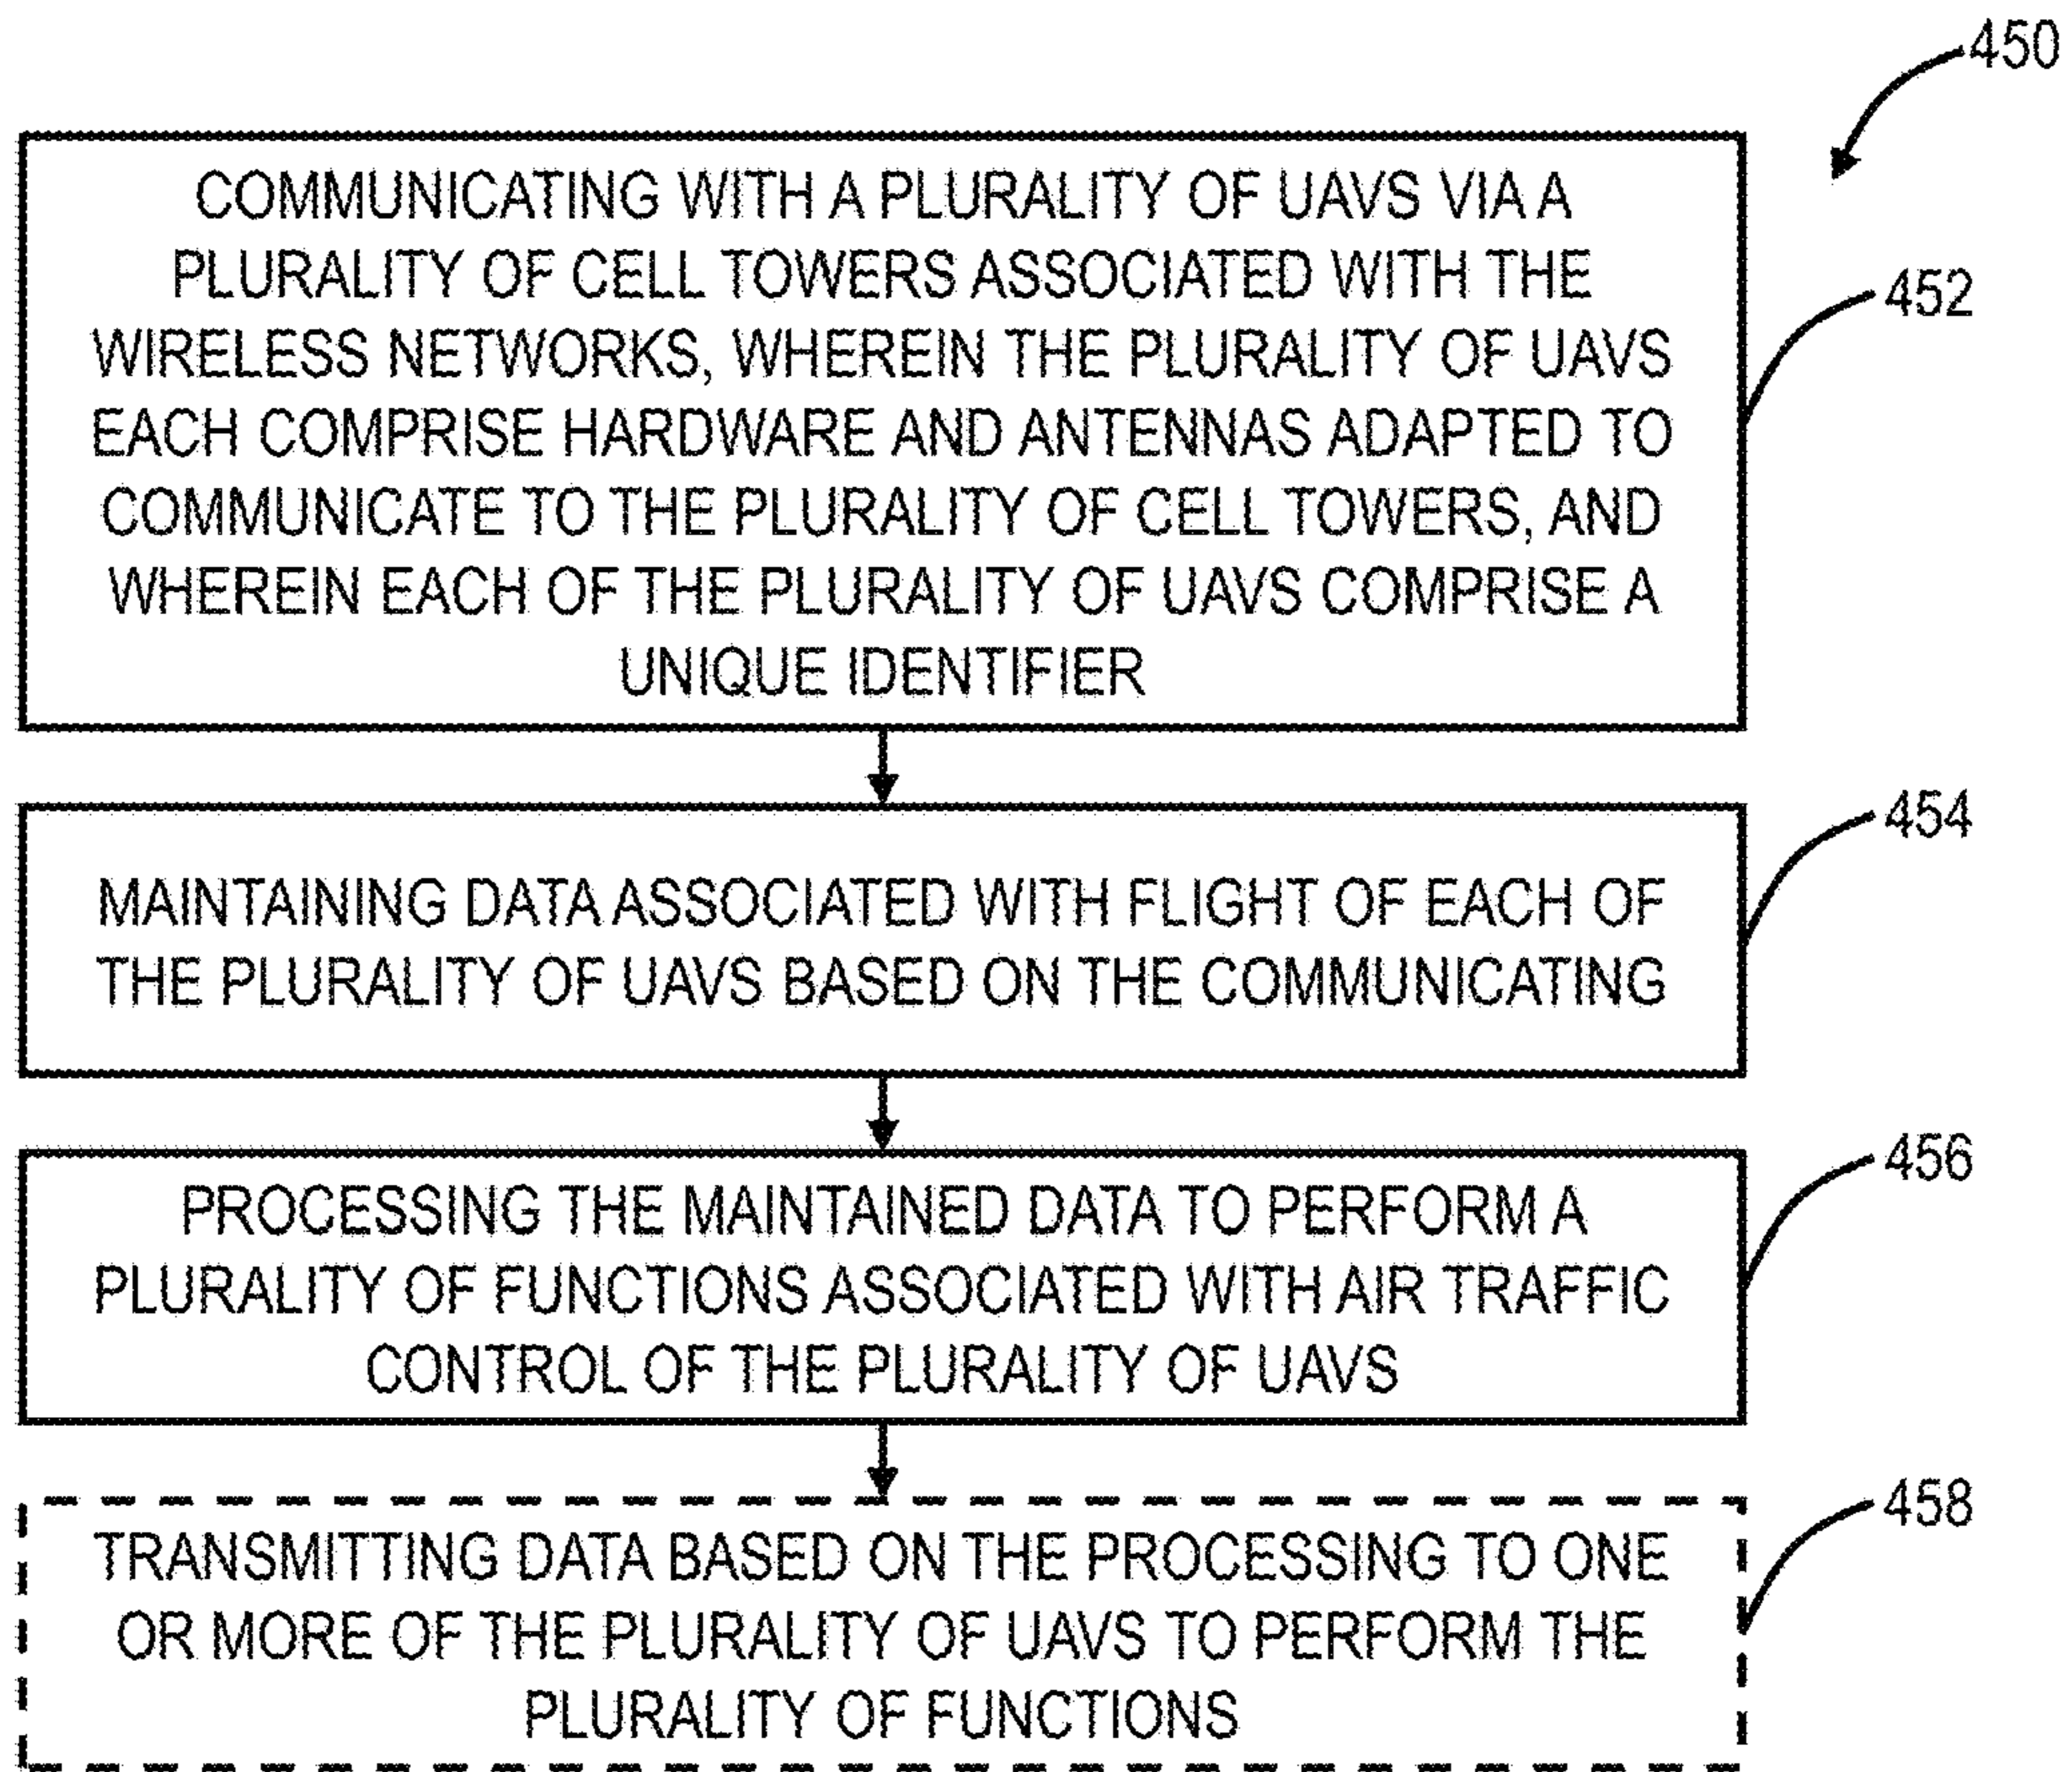 450
COMMUNICATING WITH A PLURALITY OF UAVS VIA A
PLURALITY OF CELL TOWERS ASSOCIATED WITH THE
WIRELESS NETWORKS, WHEREIN THE PLURALITY OF UAVS
EACH COMPRISE HARDWARE AND ANTENNAS ADAPTED TO
COMMUNICATE TO THE PLURALITY OF CELL TOWERS, AND
WHEREIN EACH OF THE PLURALITY OF UAVS COMPRISE A
UNIQUE IDENTIFIER
452
MAINTAINING DATA ASSOCIATED WITH FLIGHT OF EACH OF
THE PLURALITY OF UAVS BASED ON THE COMMUNICATING
454
PROCESSING THE MAINTAINED DATA TO PERFORM A
PLURALITY OF FUNCTIONS ASSOCIATED WITH AIR TRAFFIC
CONTROL OF THE PLURALITY OF UAVS
456
TRANSMITTING DATA BASED ON THE PROCESSING TO ONE
OR MORE OF THE PLURALITY OF UAVS TO PERFORM THE
PLURALITY OF FUNCTIONS
458